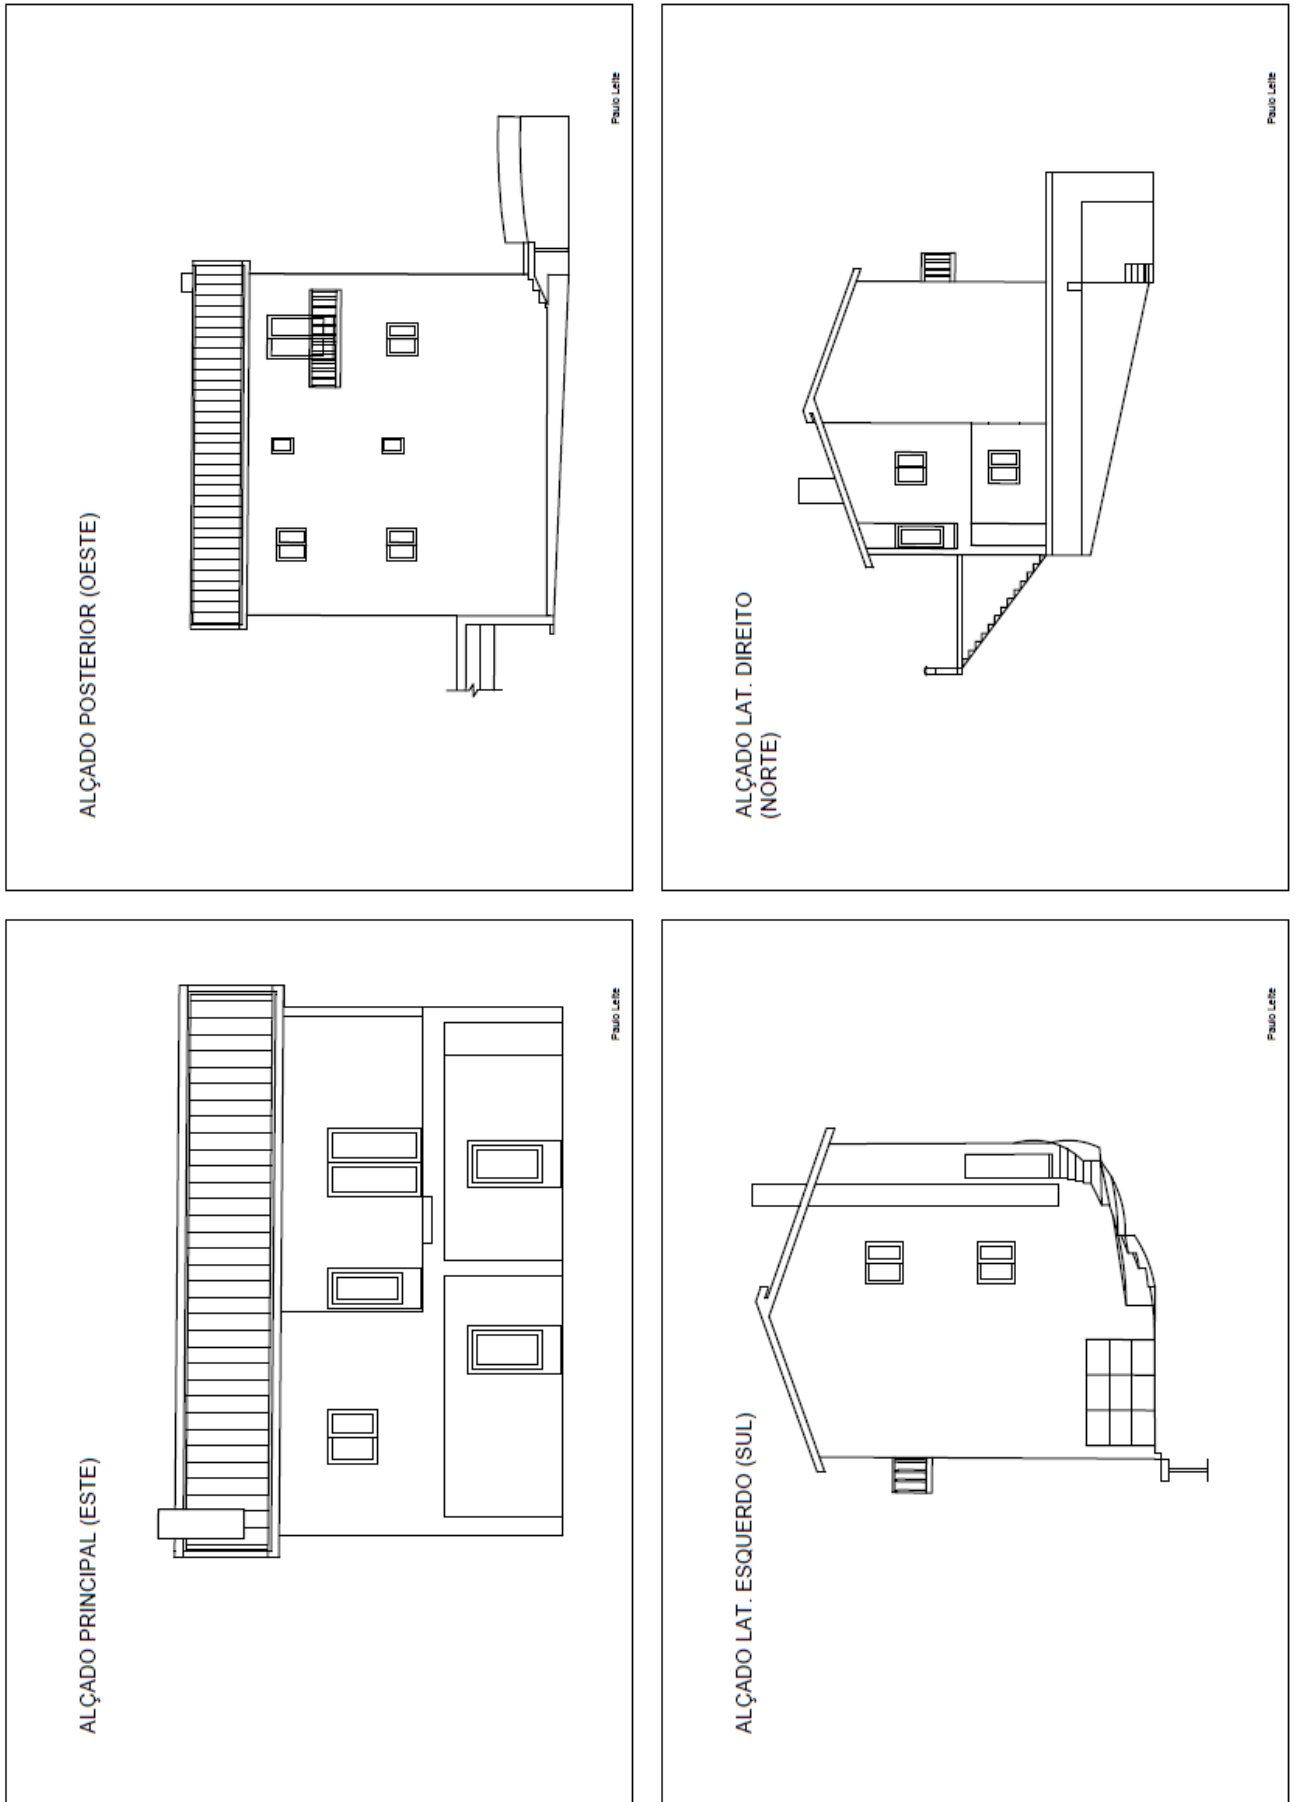 ALÇADO POSTERIOR (OESTE)
Paulo Leite
ALÇADO LAT. DIREITO
(NORTE)
Paulo Leite
ALÇADO PRINCIPAL (ESTE)
Paulo Leite
ALÇADO LAT. ESQUERDO (SUL)
Paulo Leite